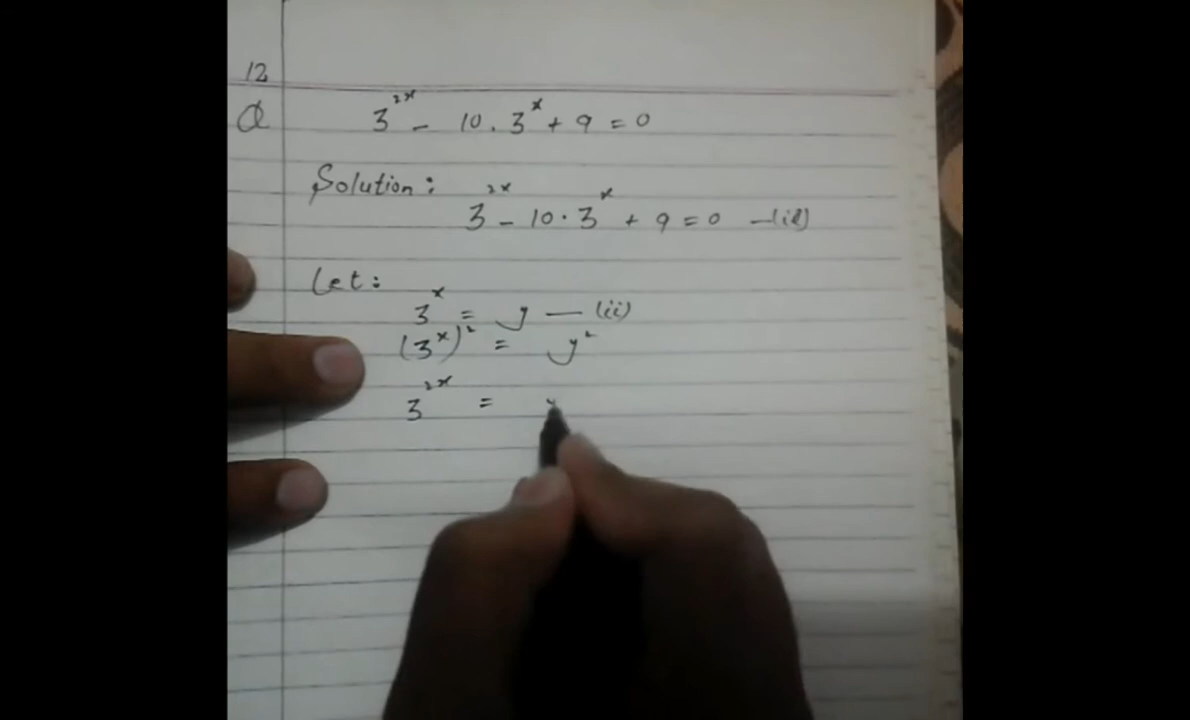 12
Q 3^2x - 10.3^x + 9 = 0
Solution:
3^2x - 10·3^x + 9 = 0 —(i)
Let:
3^x = y — (ii)
(3^x)^2 = y^2
3^2x =